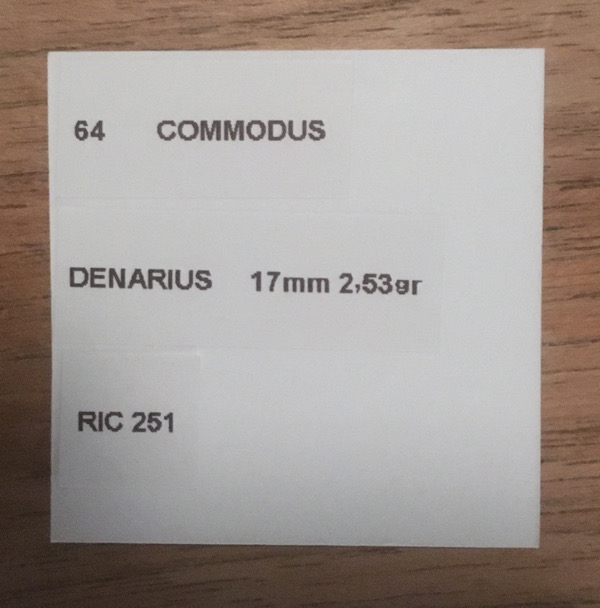 64 COMMODUS
DENARIUS 17mm 2,53gr
RIC 251